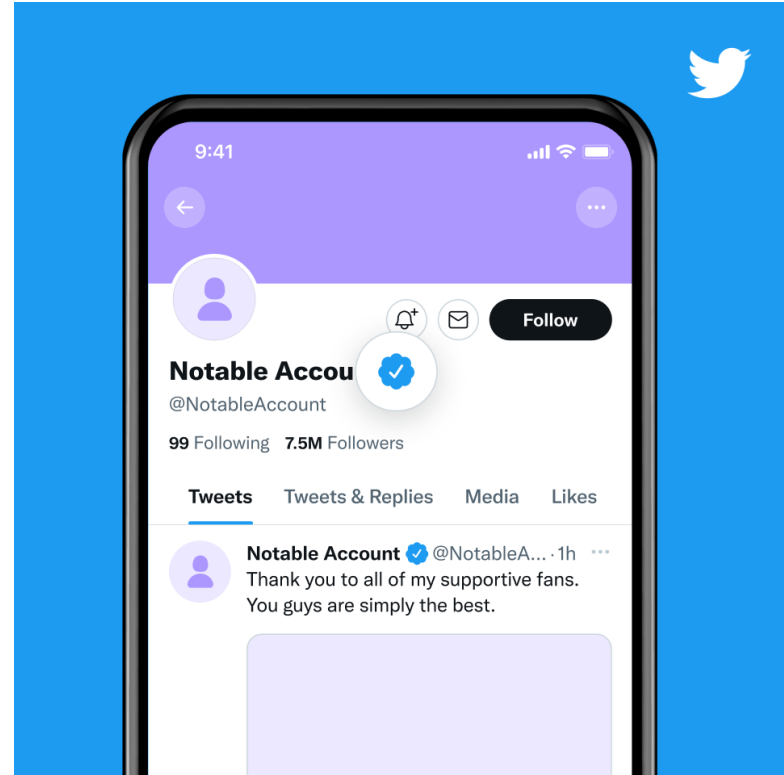 9:41
Follow
Notable Accou
@NotableAccount
99 Following 7.5M Followers
Tweets Tweets & Replies Media Likes
Notable Account @NotableA... · 1h
Thank you to all of my supportive fans.
You guys are simply the best.